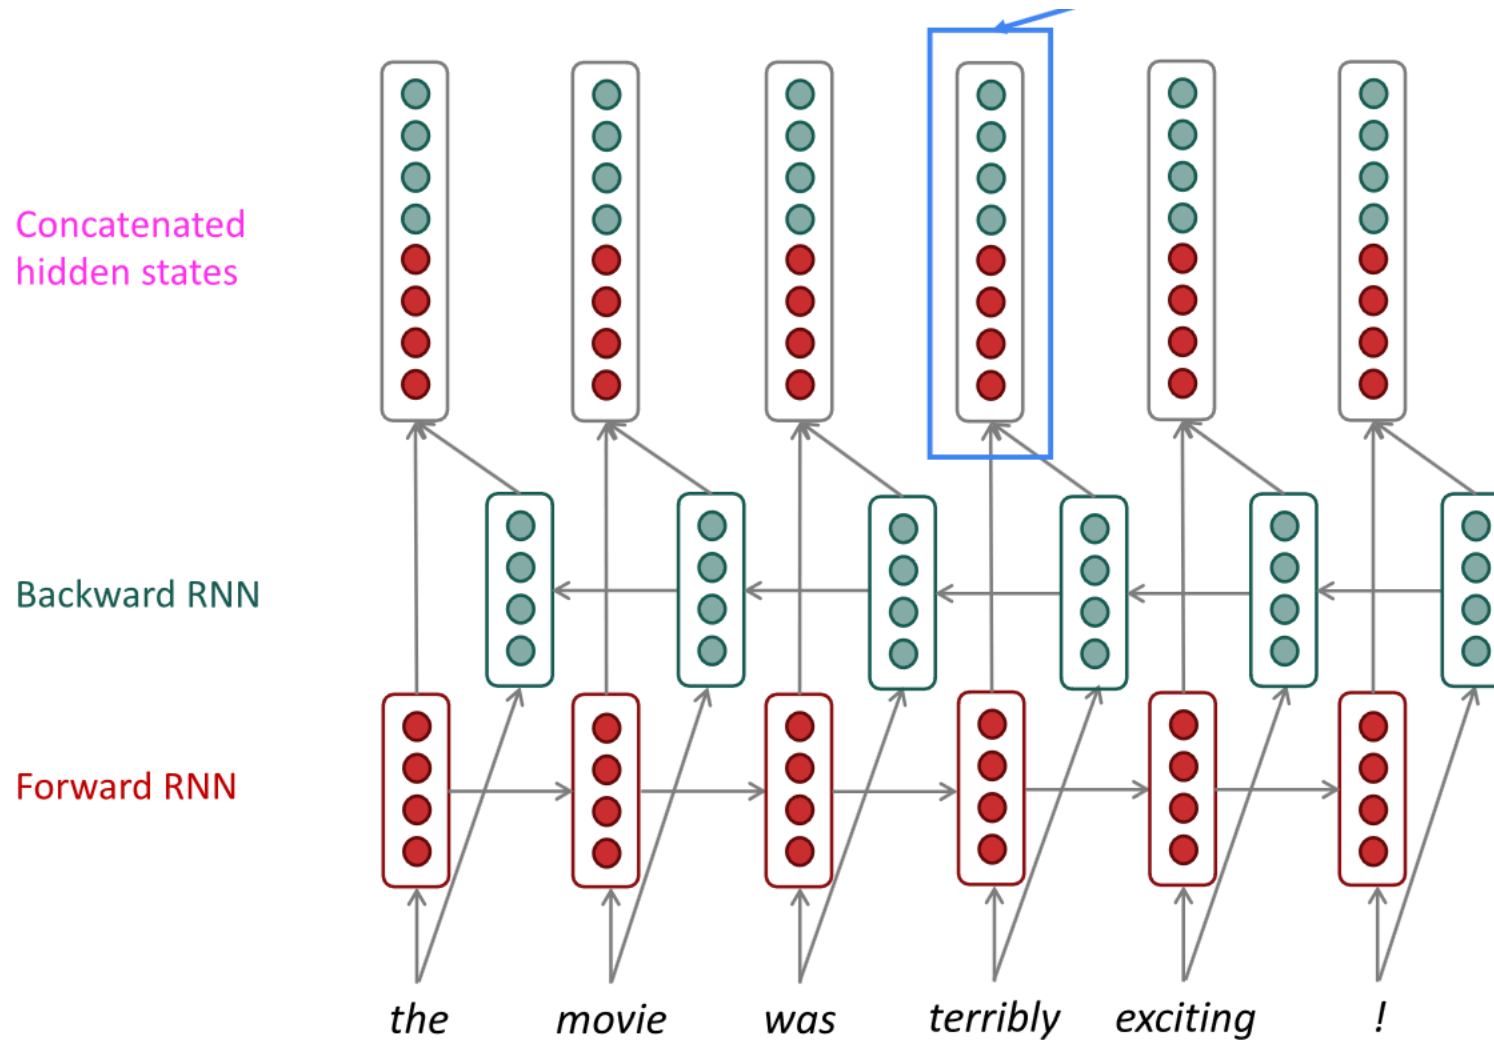 Concatenated
hidden states
Backward RNN
Forward RNN
the movie was terribly exciting !